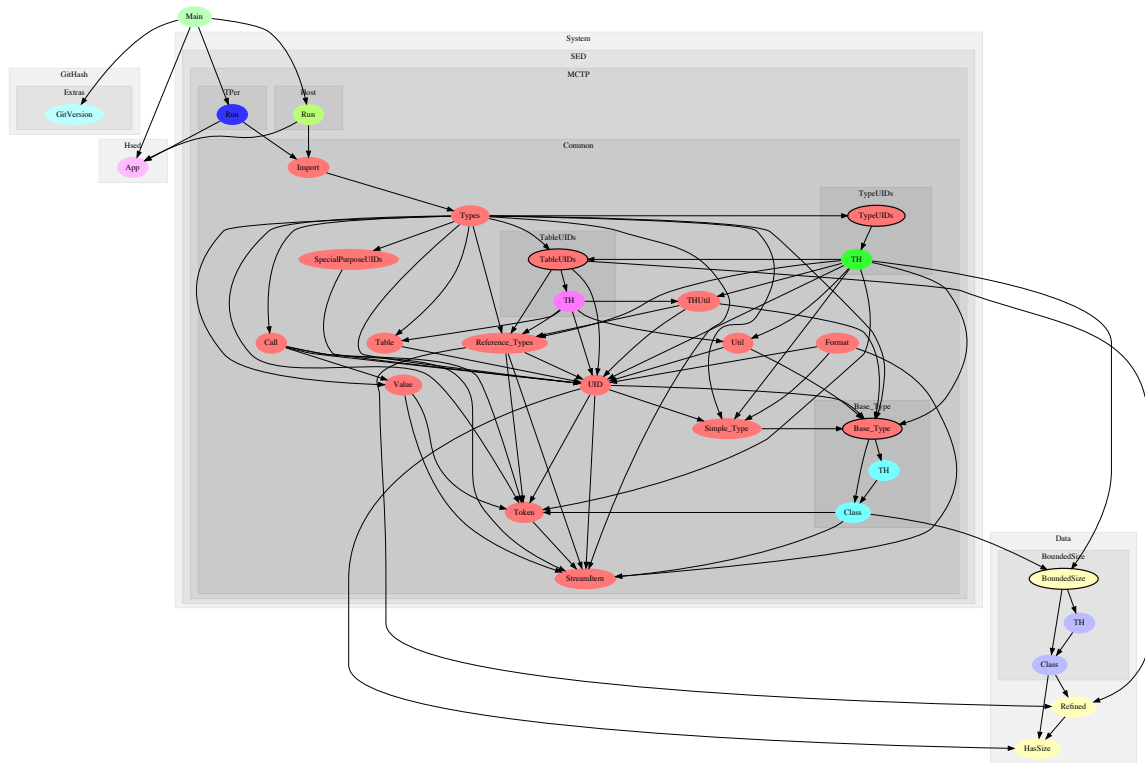 Main
System
SED
MCTP
GitHash
Extras
GitVersion
TPer
Run
Host
Run
Hsed
App
Common
Import
TypeUIDs
TypeUIDs
Types
TableUIDs
TableUIDs
SpecialPurposeUIDs
TH
TH
THUtil
Call
Table
Reference_Types
Util
Format
Value
UID
Base_Type
Base_Type
Simple_Type
TH
Token
Class
Data
BoundedSize
BoundedSize
StreamItem
TH
Class
Refined
HasSize